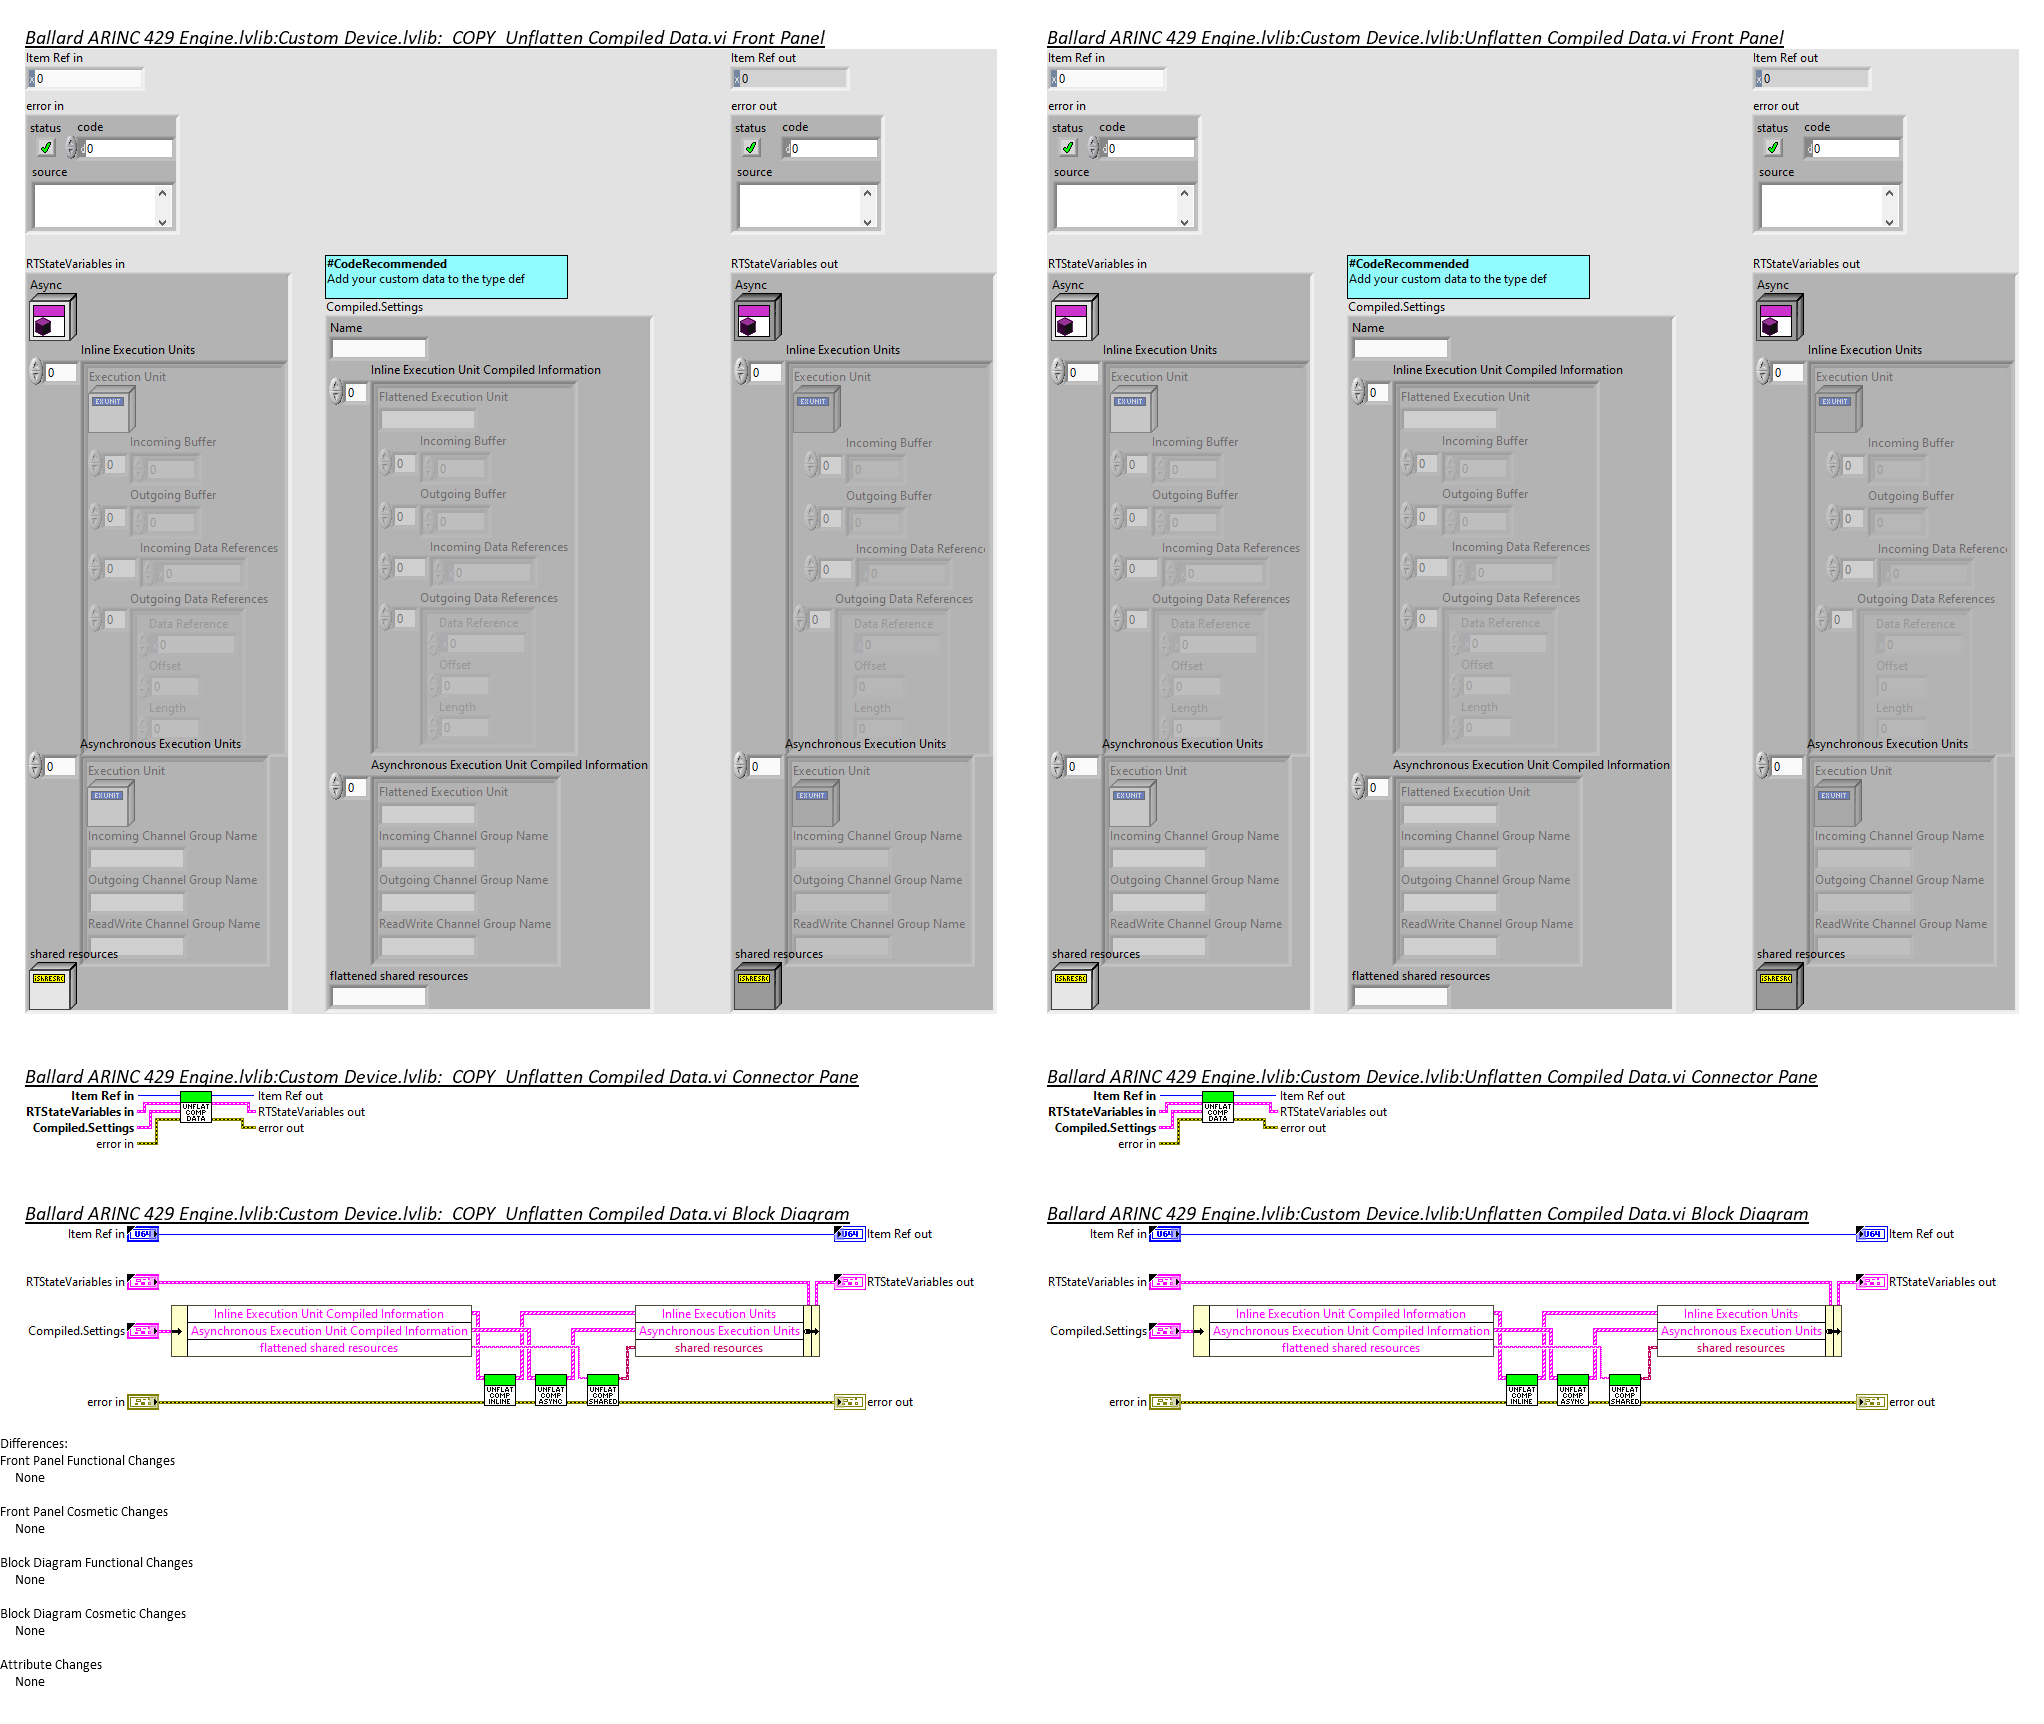 Ballard ARINC 429 Engine.lvlib:Custom Device.lvlib:_COPY_Unflatten Compiled Data.vi Front Panel
Item Ref in
x 0
Item Ref out
x 0
error in
status
code
d 0
source
error out
status
code
d 0
source
RTStateVariables in
Async
Inline Execution Units
0
Execution Unit
EX UNIT
Incoming Buffer
0
0
Outgoing Buffer
0
0
Incoming Data References
0
x 0
Outgoing Data References
0
Data Reference
x 0
Offset
0
Length
0
Asynchronous Execution Units
0
Execution Unit
EX UNIT
Incoming Channel Group Name
Outgoing Channel Group Name
ReadWrite Channel Group Name
shared resources
iShRESRC
#CodeRecommended
Add your custom data to the type def
Compiled.Settings
Name
Inline Execution Unit Compiled Information
0
Flattened Execution Unit
Incoming Buffer
0
0
Outgoing Buffer
0
0
Incoming Data References
0
0
Outgoing Data References
0
Data Reference
x 0
Offset
0
Length
0
Asynchronous Execution Unit Compiled Information
0
Flattened Execution Unit
Incoming Channel Group Name
Outgoing Channel Group Name
ReadWrite Channel Group Name
flattened shared resources
RTStateVariables out
Async
Inline Execution Units
0
Execution Unit
EX UNIT
Incoming Buffer
0
0
Outgoing Buffer
0
0
Incoming Data Referenc
0
x 0
Outgoing Data References
0
Data Reference
x 0
Offset
0
Length
0
Asynchronous Execution Units
0
Execution Unit
EX UNIT
Incoming Channel Group Name
Outgoing Channel Group Name
ReadWrite Channel Group Name
shared resources
iShRESRC
Ballard ARINC 429 Engine.lvlib:Custom Device.lvlib:Unflatten Compiled Data.vi Front Panel
Item Ref in
x 0
Item Ref out
x 0
error in
status
code
d 0
source
error out
status
code
d 0
source
RTStateVariables in
Async
Inline Execution Units
0
Execution Unit
EX UNIT
Incoming Buffer
0
0
Outgoing Buffer
0
0
Incoming Data References
0
x 0
Outgoing Data References
0
Data Reference
x 0
Offset
0
Length
0
Asynchronous Execution Units
0
Execution Unit
EX UNIT
Incoming Channel Group Name
Outgoing Channel Group Name
ReadWrite Channel Group Name
shared resources
iShRESRC
#CodeRecommended
Add your custom data to the type def
Compiled.Settings
Name
Inline Execution Unit Compiled Information
0
Flattened Execution Unit
Incoming Buffer
0
0
Outgoing Buffer
0
0
Incoming Data References
0
0
Outgoing Data References
0
Data Reference
x 0
Offset
0
Length
0
Asynchronous Execution Unit Compiled Information
0
Flattened Execution Unit
Incoming Channel Group Name
Outgoing Channel Group Name
ReadWrite Channel Group Name
flattened shared resources
RTStateVariables out
Async
Inline Execution Units
0
Execution Unit
EX UNIT
Incoming Buffer
0
0
Outgoing Buffer
0
0
Incoming Data Referenc
0
x 0
Outgoing Data References
0
Data Reference
x 0
Offset
0
Length
0
Asynchronous Execution Units
0
Execution Unit
EX UNIT
Incoming Channel Group Name
Outgoing Channel Group Name
ReadWrite Channel Group Name
shared resources
iShRESRC
Ballard ARINC 429 Engine.lvlib:Custom Device.lvlib:_COPY_Unflatten Compiled Data.vi Connector Pane
Item Ref in
RTStateVariables in
Compiled.Settings
error in
UNFLAT
COMP
DATA
Item Ref out
RTStateVariables out
error out
Ballard ARINC 429 Engine.lvlib:Custom Device.lvlib:Unflatten Compiled Data.vi Connector Pane
Item Ref in
RTStateVariables in
Compiled.Settings
error in
UNFLAT
COMP
DATA
Item Ref out
RTStateVariables out
error out
Ballard ARINC 429 Engine.lvlib:Custom Device.lvlib:_COPY_Unflatten Compiled Data.vi Block Diagram
Item Ref in
U64
U64
Item Ref out
RTStateVariables in
RTStateVariables out
Compiled.Settings
Inline Execution Unit Compiled Information
Asynchronous Execution Unit Compiled Information
flattened shared resources
Inline Execution Units
Asynchronous Execution Units
shared resources
UNFLAT
COMP
INLINE
UNFLAT
COMP
ASYNC
UNFLAT
COMP
SHARED
error in
error out
Ballard ARINC 429 Engine.lvlib:Custom Device.lvlib:Unflatten Compiled Data.vi Block Diagram
Item Ref in
U64
U64
Item Ref out
RTStateVariables in
RTStateVariables out
Compiled.Settings
Inline Execution Unit Compiled Information
Asynchronous Execution Unit Compiled Information
flattened shared resources
Inline Execution Units
Asynchronous Execution Units
shared resources
UNFLAT
COMP
INLINE
UNFLAT
COMP
ASYNC
UNFLAT
COMP
SHARED
error in
error out
Differences:
Front Panel Functional Changes
None
Front Panel Cosmetic Changes
None
Block Diagram Functional Changes
None
Block Diagram Cosmetic Changes
None
Attribute Changes
None